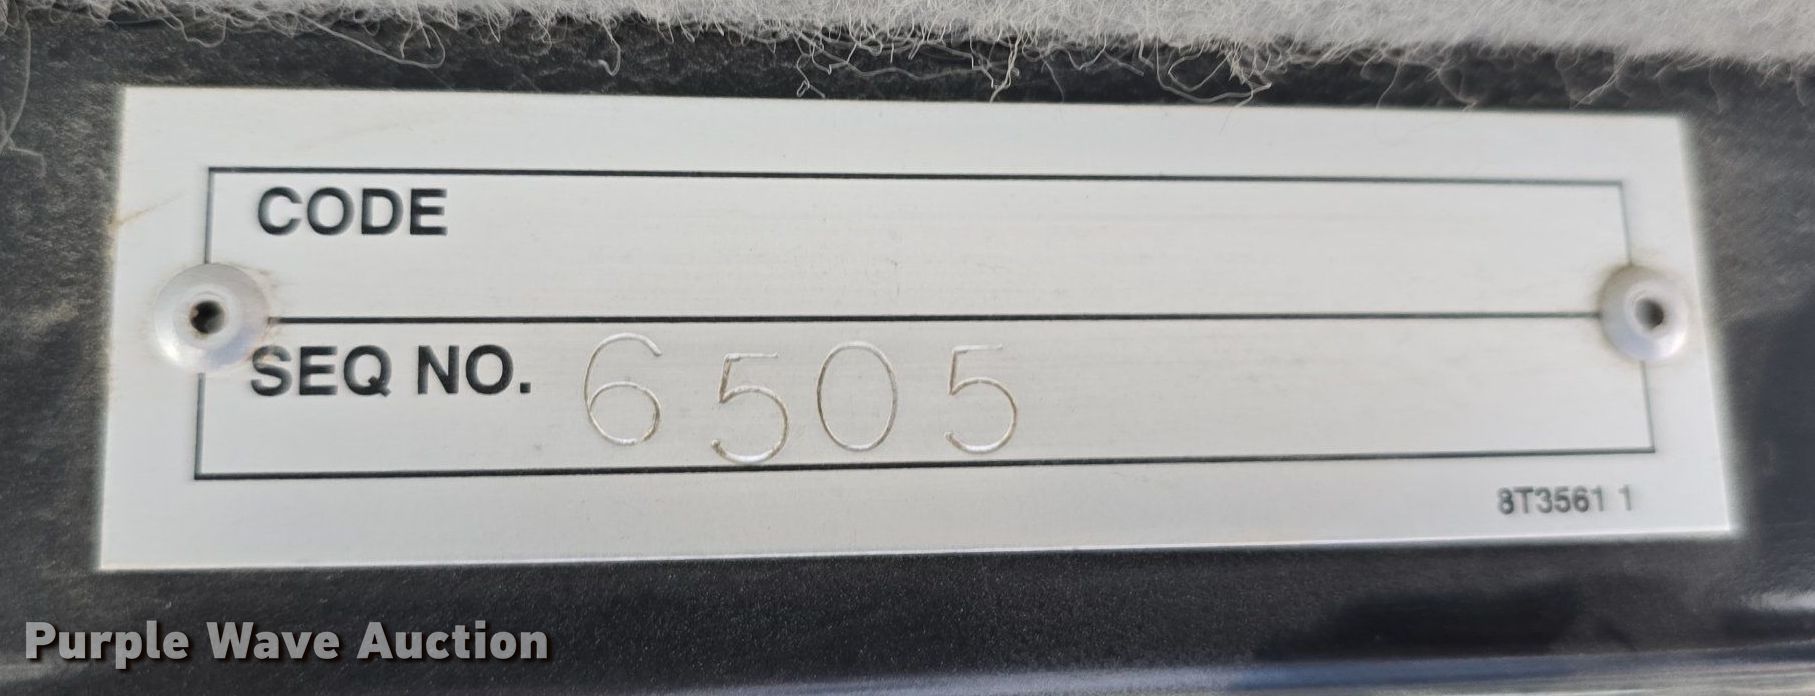 CODE
SEQ NO. 6505
8T3561 1
Purple Wave Auction